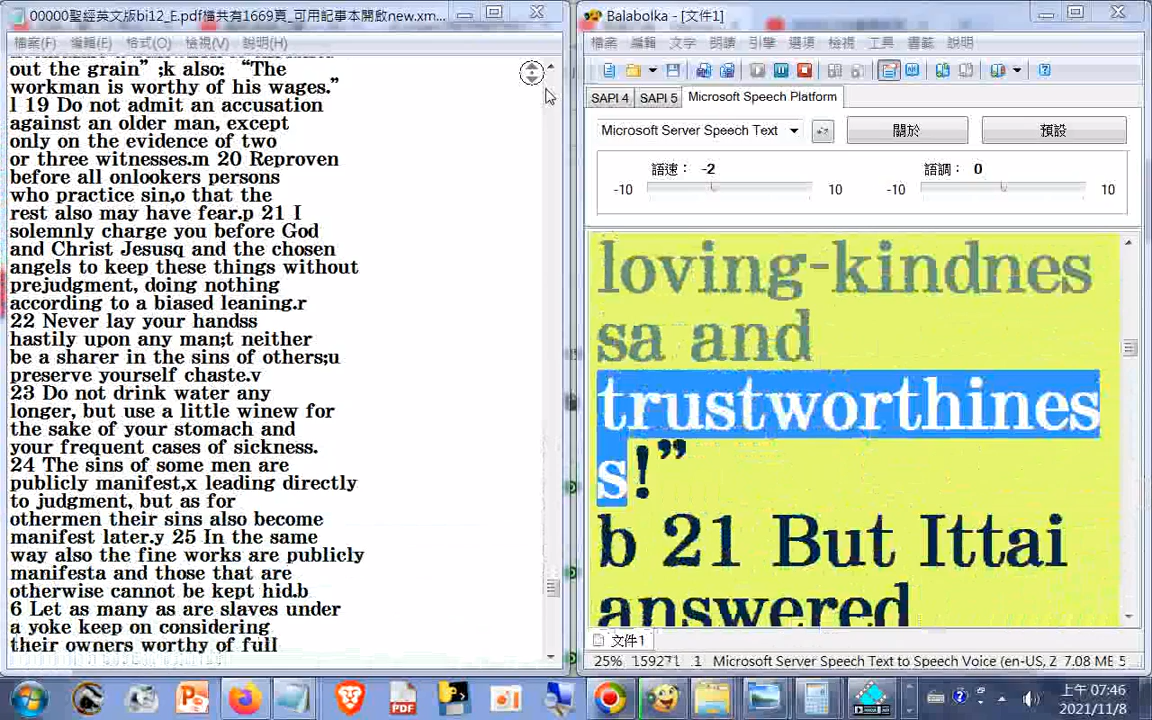 00000聖經英文版bi12_E.pdf檔共有1669頁_可用記事本開啟new.xm...
檔案(F) 編輯(E) 格式(O) 檢視(V) 說明(H)
out the grain” ;k also: “The
workman is worthy of his wages.”
l 19 Do not admit an accusation
against an older man, except
only on the evidence of two
or three witnesses.m 20 Reproven
before all onlookers persons
who practice sin,o that the
rest also may have fear.p 21 I
solemnly charge you before God
and Christ Jesusq and the chosen
angels to keep these things without
prejudgment, doing nothing
according to a biased leaning.r
22 Never lay your handss
hastily upon any man;t neither
be a sharer in the sins of others;u
preserve yourself chaste.v
23 Do not drink water any
longer, but use a little winew for
the sake of your stomach and
your frequent cases of sickness.
24 The sins of some men are
publicly manifest,x leading directly
to judgment, but as for
othermen their sins also become
manifest later.y 25 In the same
way also the fine works are publicly
manifesta and those that are
otherwise cannot be kept hid.b
6 Let as many as are slaves under
a yoke keep on considering
their owners worthy of full
Balabolka - [文件1]
檔案 編輯 文字 朗讀 引擎 選項 檢視 工具 書籤 說明
SAPI 4 SAPI 5 Microsoft Speech Platform
Microsoft Server Speech Text 關於 預設
語速： -2 語調： 0
-10 10 -10 10
loving-kindnes
sa and
trustworthines
s!”
b 21 But Ittai
answered
文件1
25% 159271 1 Microsoft Server Speech Text to Speech Voice (en-US, Z 7.08 MB 5
PDF
上午 07:46
2021/11/8